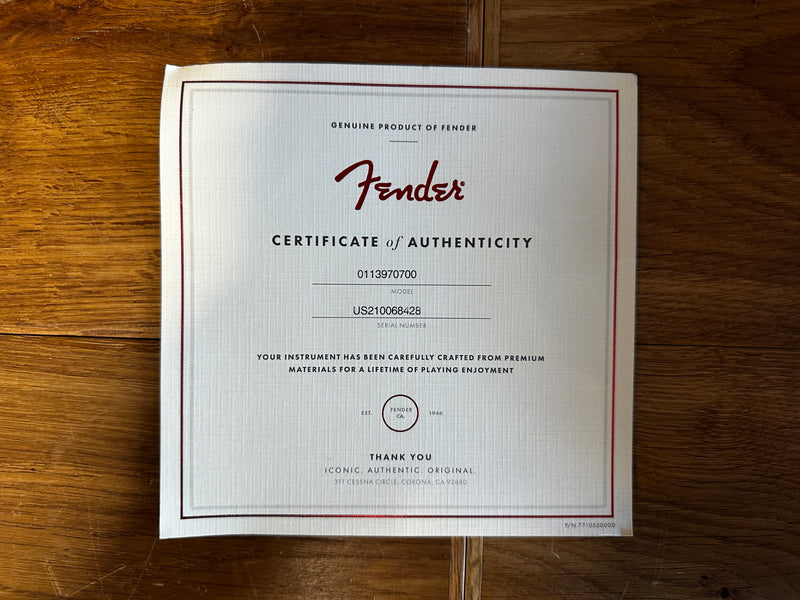 GENUINE PRODUCT OF FENDER
Fender
CERTIFICATE of AUTHENTICITY
0113970700
MODEL
US210068428
SERIAL NUMBER
YOUR INSTRUMENT HAS BEEN CAREFULLY CRAFTED FROM PREMIUM
MATERIALS FOR A LIFETIME OF PLAYING ENJOYMENT
EST. FENDER CA. 1946
THANK YOU
ICONIC. AUTHENTIC. ORIGINAL.
311 CESSNA CIRCLE, CORONA, CA 92880
P/N 7710550000